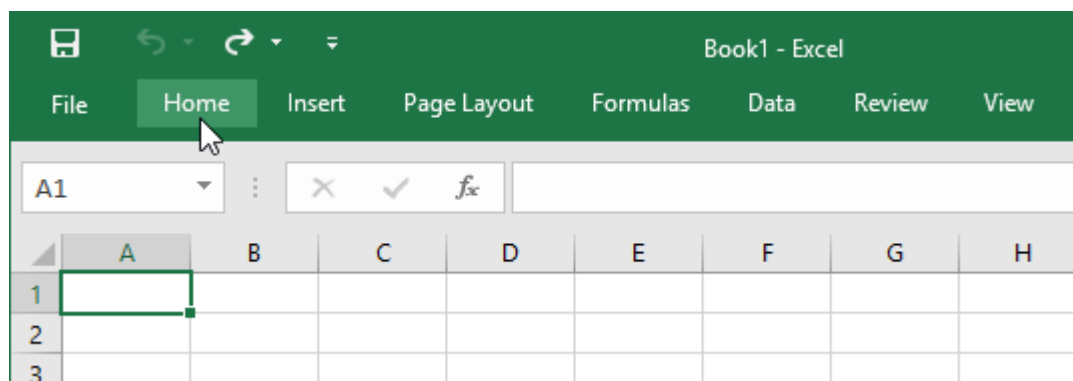 Book1 - Excel
File Home Insert Page Layout Formulas Data Review View
A1 fx
A B C D E F G H
1
2
3